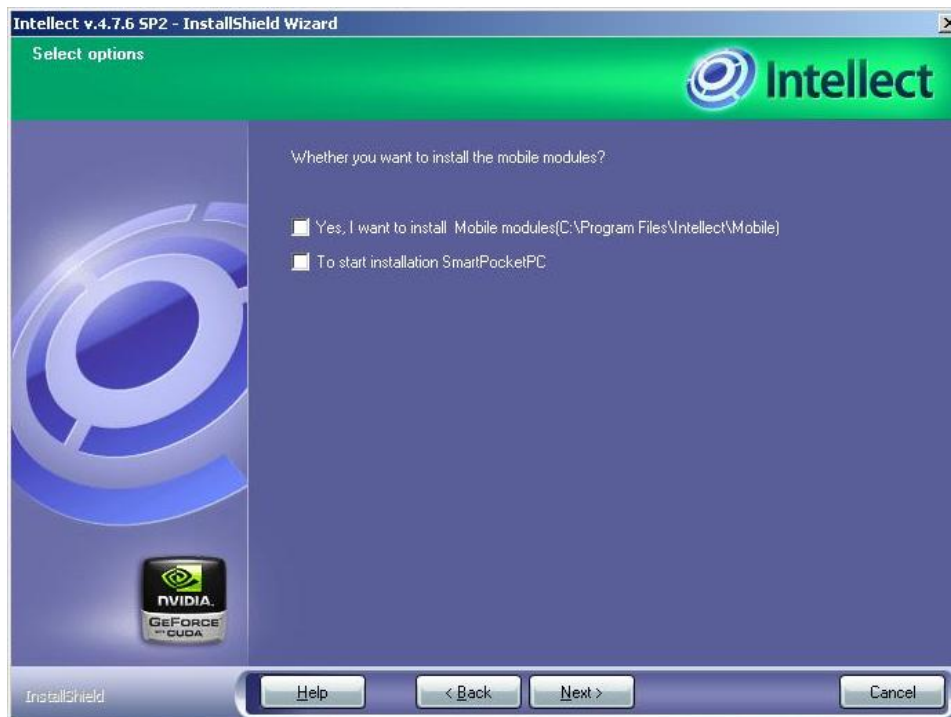 Intellect v.4.7.6 SP2 - InstallShield Wizard
Select options
Intellect
Whether you want to install the mobile modules?
Yes, I want to install  Mobile modules(C:\Program Files\Intellect\Mobile)
To start installation SmartPocketPC
NVIDIA.
GEFORCE
WITH CUDA
InstallShield
Help
< Back
Next >
Cancel